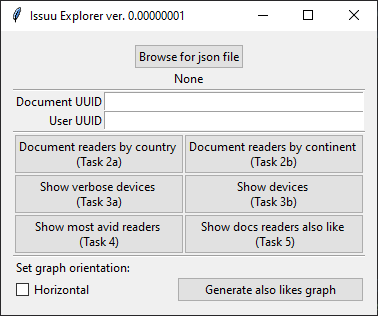 Issuu Explorer ver. 0.00000001
Browse for json file
None
Document UUID
User UUID
Document readers by country
(Task 2a)
Document readers by continent
(Task 2b)
Show verbose devices
(Task 3a)
Show devices
(Task 3b)
Show most avid readers
(Task 4)
Show docs readers also like
(Task 5)
Set graph orientation:
Horizontal
Generate also likes graph